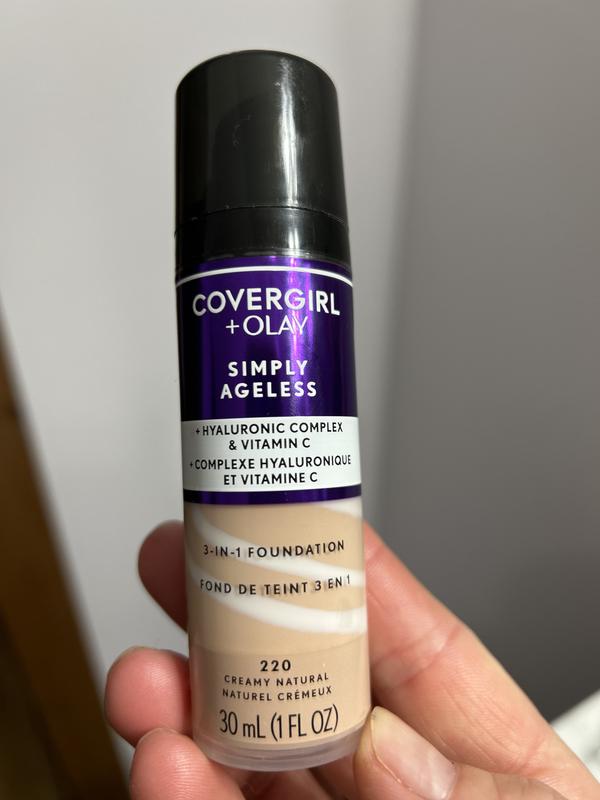 COVERGIRL
+OLAY
SIMPLY
AGELESS
+HYALURONIC COMPLEX
& VITAMIN C
+COMPLEXE HYALURONIQUE
ET VITAMINE C
3-IN-1 FOUNDATION
FOND DE TEINT 3 EN 1
220
CREAMY NATURAL
NATUREL CRÉMEUX
30 mL (1 FL OZ)